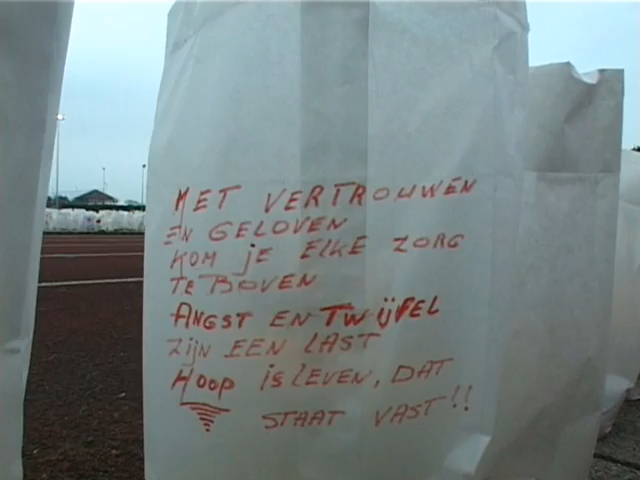 MET VERTROUWEN
EN GELOVEN
KOM je ELKE ZORG
TE BOVEN
ANGST EN TWIJFEL
ZIJN EEN LAST
HOOP is LEVEN, DAT
STAAT VAST!!